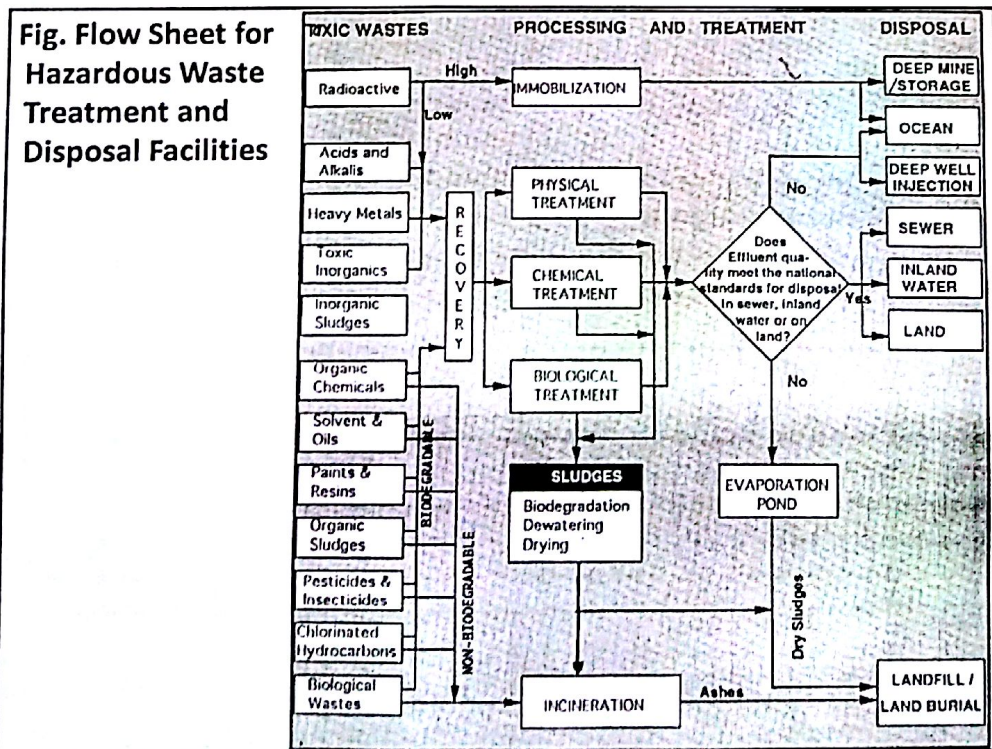 Fig. Flow Sheet for
Hazardous Waste
Treatment and
Disposal Facilities
TOXIC WASTES
PROCESSING AND TREATMENT
DISPOSAL
Radioactive
High
Low
IMMOBILIZATION
DEEP MINE
/STORAGE
OCEAN
DEEP WELL
INJECTION
Acids and
Alkalis
Heavy Metals
Toxic
Inorganics
Inorganic
Sludges
RECOVERY
PHYSICAL
TREATMENT
CHEMICAL
TREATMENT
BIOLOGICAL
TREATMENT
No
Does
Effluent qua-
lity meet the national
standards for disposal
in sewer, inland
water or on
land?
Yes
No
SEWER
INLAND
WATER
LAND
Organic
Chemicals
Solvent &
Oils
Paints &
Resins
Organic
Sludges
Pesticides &
Insecticides
Chlorinated
Hydrocarbons
Biological
Wastes
BIODEGRADABLE
NON-BIODEGRADABLE
SLUDGES
Biodegradation
Dewatering
Drying
EVAPORATION
POND
Dry Sludges
INCINERATION
Ashes
LANDFILL /
LAND BURIAL